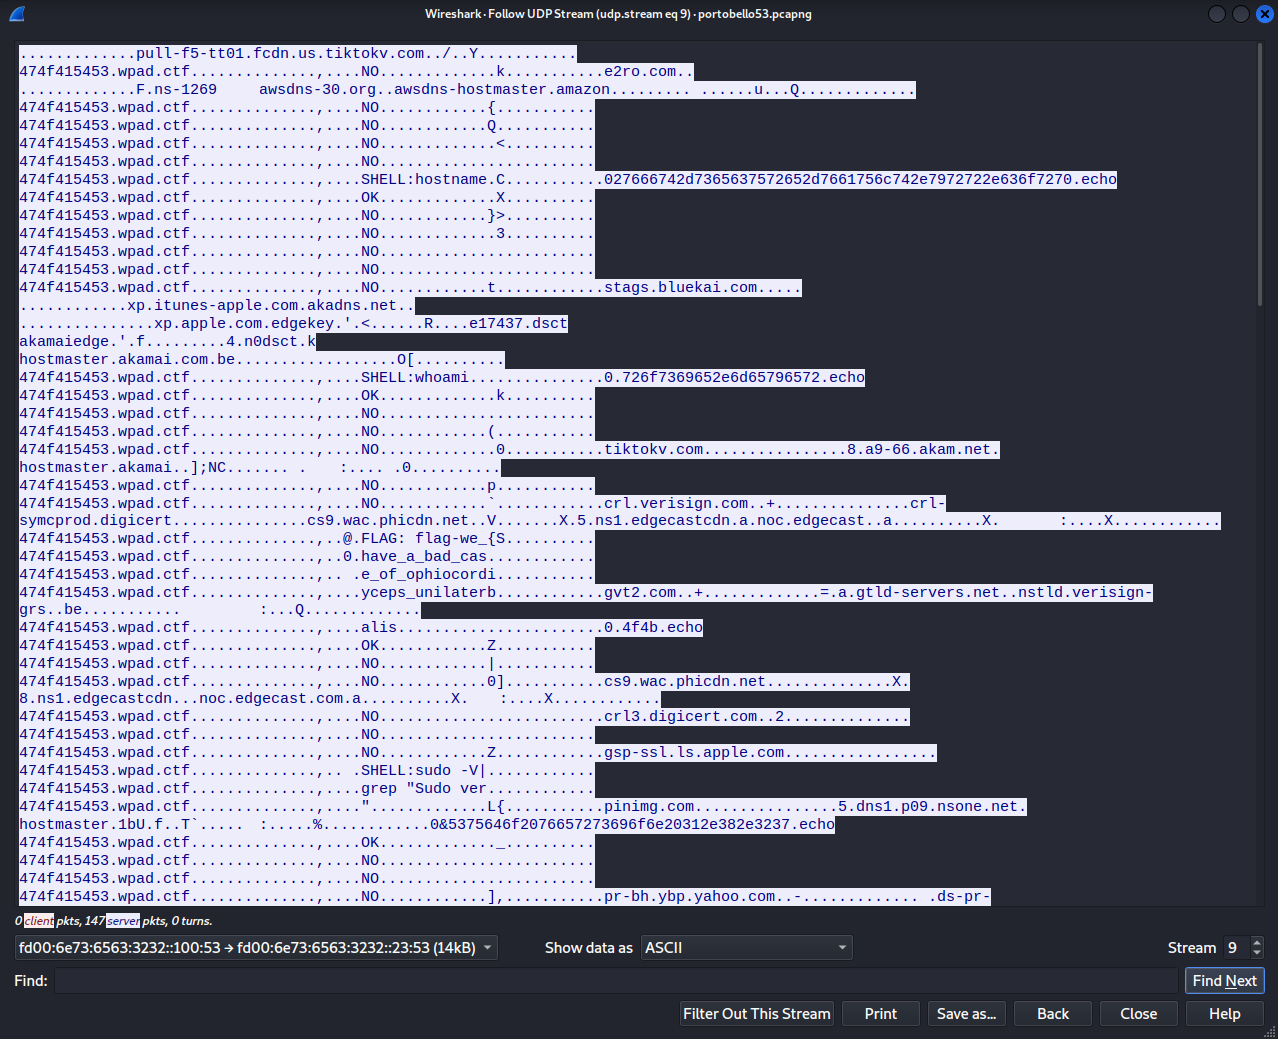 Wireshark · Follow UDP Stream (udp.stream eq 9) · portobello53.pcapng
.............pull-f5-tt01.fcdn.us.tiktokv.com../..Y...........
474f415453.wpad.ctf..............,....NO.............k...........e2ro.com..
.............F.ns-1269 awsdns-30.org..awsdns-hostmaster.amazon......... ......u...Q.............
474f415453.wpad.ctf..............,....NO............{...........
474f415453.wpad.ctf..............,....NO............Q...........
474f415453.wpad.ctf..............,....NO.............<..........
474f415453.wpad.ctf..............,....NO........................
474f415453.wpad.ctf..............,....SHELL:hostname.C...........027666742d7365637572652d7661756c742e7972722e636f7270.echo
474f415453.wpad.ctf..............,....OK.............X..........
474f415453.wpad.ctf..............,....NO............}>..........
474f415453.wpad.ctf..............,....NO.............3..........
474f415453.wpad.ctf..............,....NO........................
474f415453.wpad.ctf..............,....NO........................
474f415453.wpad.ctf..............,....NO............t............stags.bluekai.com.....
............xp.itunes-apple.com.akadns.net..
...............xp.apple.com.edgekey.'.<......R....e17437.dsct
akamaiedge.'.f.........4.n0dsct.k
hostmaster.akamai.com.be..................O[..........
474f415453.wpad.ctf..............,....SHELL:whoami...............0.726f7369652e6d65796572.echo
474f415453.wpad.ctf..............,....OK.............k..........
474f415453.wpad.ctf..............,....NO........................
474f415453.wpad.ctf..............,....NO............(...........
474f415453.wpad.ctf..............,....NO.............0...........tiktokv.com................8.a9-66.akam.net.
hostmaster.akamai..];NC....... . :.... .0..........
474f415453.wpad.ctf..............,....NO............p...........
474f415453.wpad.ctf..............,....NO............`............crl.verisign.com..+...............crl-
symcprod.digicert...............cs9.wac.phicdn.net..V.......X.5.ns1.edgecastcdn.a.noc.edgecast..a..........X. :....X............
474f415453.wpad.ctf..............,..@.FLAG: flag-we_{S..........
474f415453.wpad.ctf..............,..0.have_a_bad_cas............
474f415453.wpad.ctf..............,.. .e_of_ophiocordi...........
474f415453.wpad.ctf..............,....yceps_unilaterb............gvt2.com..+.............=.a.gtld-servers.net..nstld.verisign-
grs..be........... :...Q.............
474f415453.wpad.ctf..............,....alis.......................0.4f4b.echo
474f415453.wpad.ctf..............,....OK............Z...........
474f415453.wpad.ctf..............,....NO............|...........
474f415453.wpad.ctf..............,....NO............0]...........cs9.wac.phicdn.net..............X.
8.ns1.edgecastcdn...noc.edgecast.com.a..........X. :....X............
474f415453.wpad.ctf..............,....NO.........................crl3.digicert.com..2..............
474f415453.wpad.ctf..............,....NO........................
474f415453.wpad.ctf..............,....NO............Z............gsp-ssl.ls.apple.com.................
474f415453.wpad.ctf..............,.. .SHELL:sudo -V|............
474f415453.wpad.ctf..............,....grep "Sudo ver............
474f415453.wpad.ctf..............,....".............L{...........pinimg.com................5.dns1.p09.nsone.net.
hostmaster.1bU.f..T`..... :.....%............0&5375646f2076657273696f6e20312e382e3237.echo
474f415453.wpad.ctf..............,....OK............._..........
474f415453.wpad.ctf..............,....NO........................
474f415453.wpad.ctf..............,....NO........................
474f415453.wpad.ctf..............,....NO............],...........pr-bh.ybp.yahoo.com..-.............. .ds-pr-
0 client pkts, 147 server pkts, 0 turns.
fd00:6e73:6563:3232::100:53 → fd00:6e73:6563:3232::23:53 (14kB) Show data as ASCII Stream 9
Find: Find Next
Filter Out This Stream Print Save as... Back Close Help